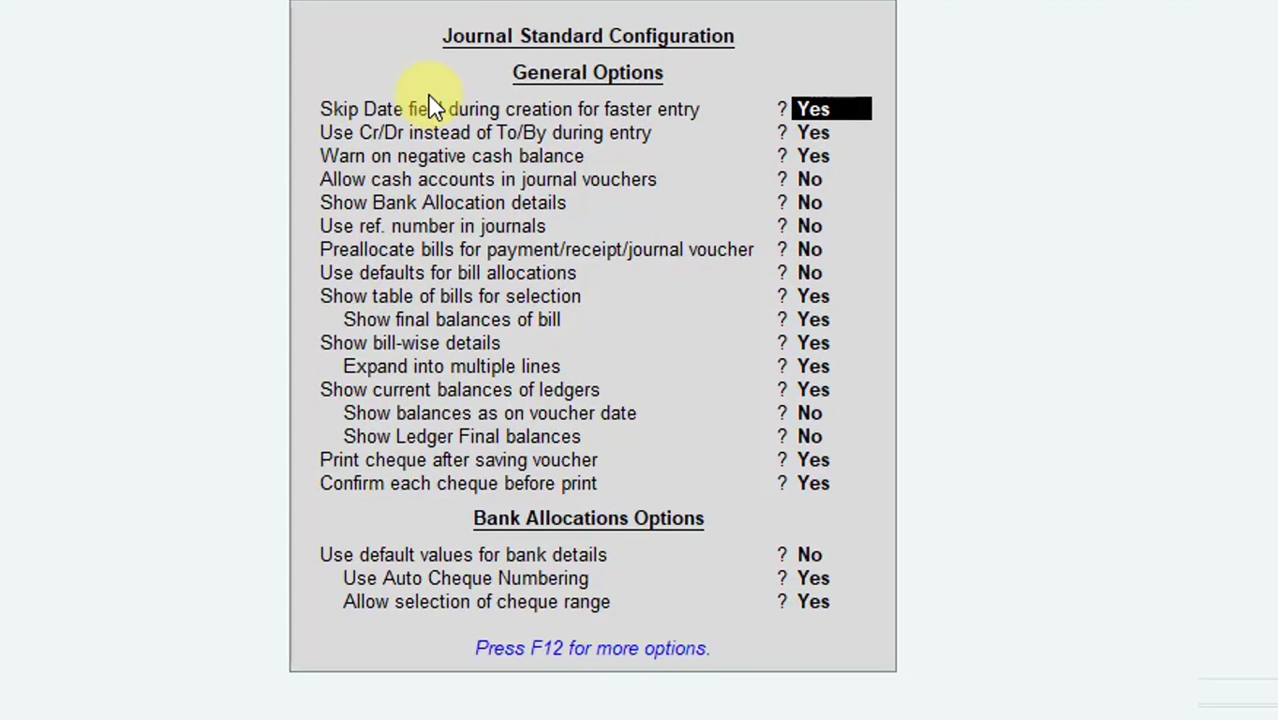 Journal Standard Configuration
General Options
Skip Date field during creation for faster entry ? Yes
Use Cr/Dr instead of To/By during entry ? Yes
Warn on negative cash balance ? Yes
Allow cash accounts in journal vouchers ? No
Show Bank Allocation details ? No
Use ref. number in journals ? No
Preallocate bills for payment/receipt/journal voucher ? No
Use defaults for bill allocations ? No
Show table of bills for selection ? Yes
Show final balances of bill ? Yes
Show bill-wise details ? Yes
Expand into multiple lines ? Yes
Show current balances of ledgers ? Yes
Show balances as on voucher date ? No
Show Ledger Final balances ? No
Print cheque after saving voucher ? Yes
Confirm each cheque before print ? Yes
Bank Allocations Options
Use default values for bank details ? No
Use Auto Cheque Numbering ? Yes
Allow selection of cheque range ? Yes
Press F12 for more options.